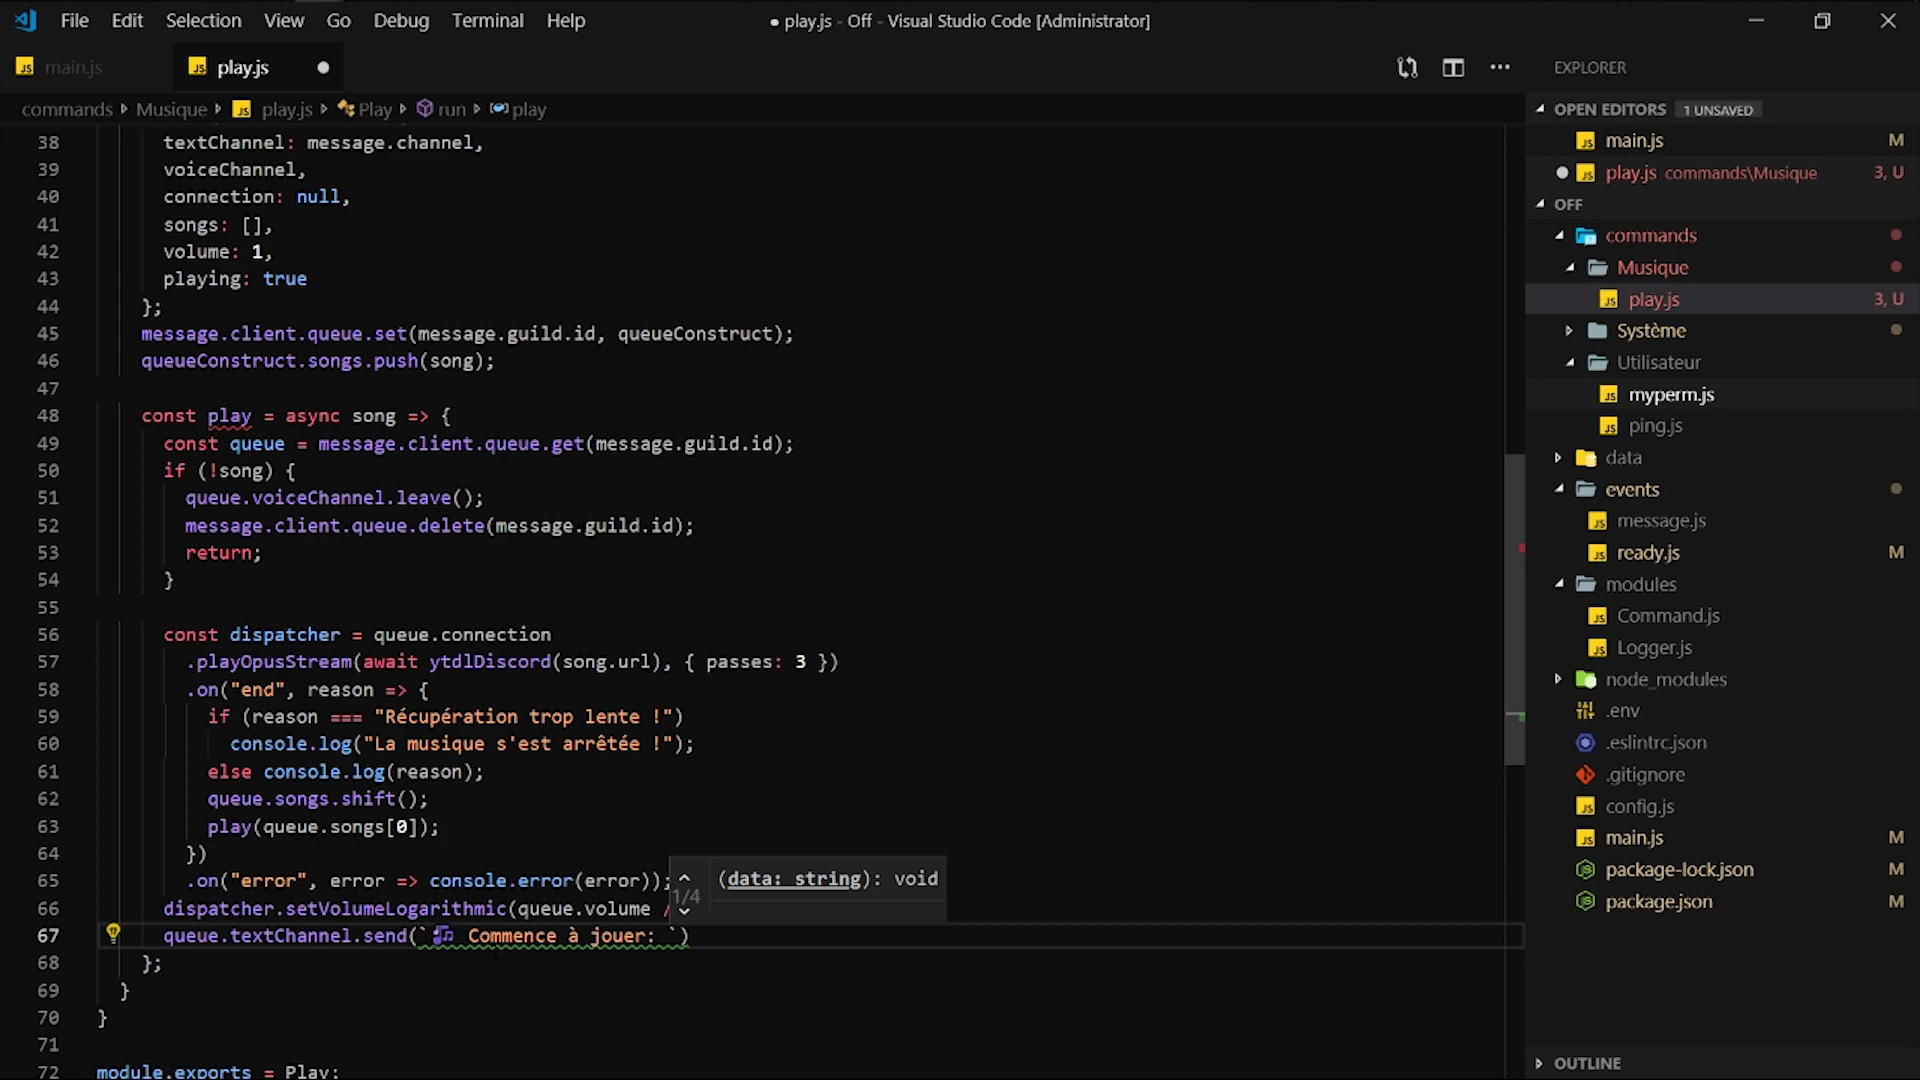 File Edit Selection View Go Debug Terminal Help
● play.js - Off - Visual Studio Code [Administrator]
main.js
play.js
EXPLORER
commands Musique play.js Play run play
38 textChannel: message.channel,
39 voiceChannel,
40 connection: null,
41 songs: [],
42 volume: 1,
43 playing: true
44 };
45 message.client.queue.set(message.guild.id, queueConstruct);
46 queueConstruct.songs.push(song);
47
48 const play = async song => {
49 const queue = message.client.queue.get(message.guild.id);
50 if (!song) {
51 queue.voiceChannel.leave();
52 message.client.queue.delete(message.guild.id);
53 return;
54 }
55
56 const dispatcher = queue.connection
57 .playOpusStream(await ytdlDiscord(song.url), { passes: 3 })
58 .on("end", reason => {
59 if (reason === "Récupération trop lente !")
60 console.log("La musique s'est arrêtée !");
61 else console.log(reason);
62 queue.songs.shift();
63 play(queue.songs[0]);
64 })
65 .on("error", error => console.error(error));
1/4 (data: string): void
66 dispatcher.setVolumeLogarithmic(queue.volume /
67 queue.textChannel.send(`🎶 Commence à jouer: `)
68 };
69 }
70 }
71
72 module.exports = Play;
OPEN EDITORS 1 UNSAVED
main.js M
play.js commands\Musique 3, U
OFF
commands
Musique
play.js 3, U
Système
Utilisateur
myperm.js
ping.js
data
events
message.js
ready.js M
modules
Command.js
Logger.js
node_modules
.env
.eslintrc.json
.gitignore
config.js
main.js M
package-lock.json M
package.json M
OUTLINE